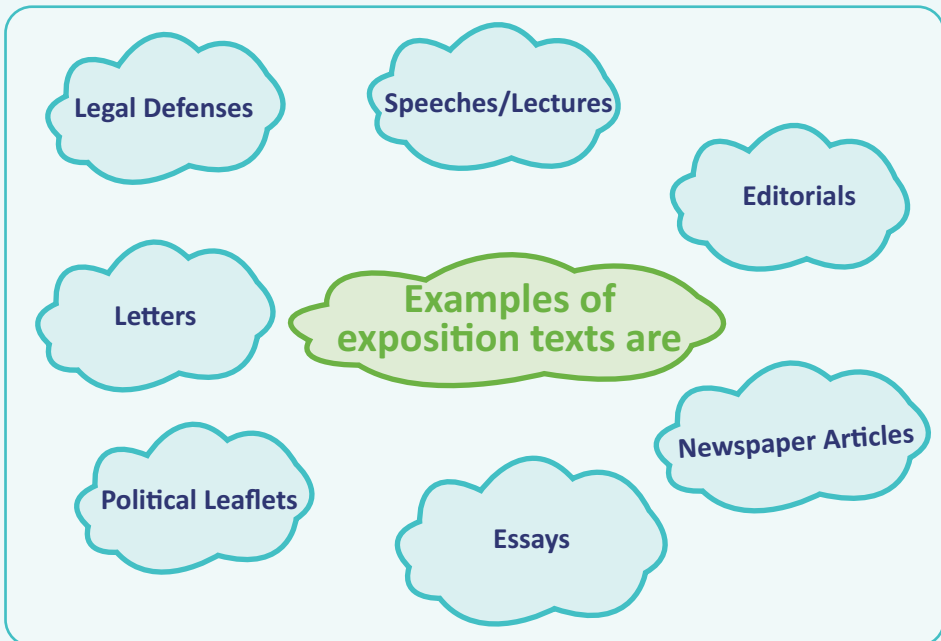 Legal Defenses
Speeches/Lectures
Editorials
Letters
Examples of
exposition texts are
Newspaper Articles
Political Leaflets
Essays